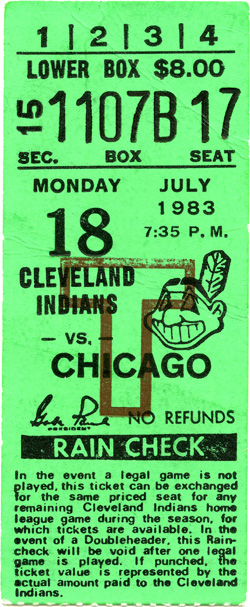 1 | 2 | 3 | 4
LOWER BOX $8.00
15 1107B 17
SEC. BOX SEAT
MONDAY JULY
18 1983
7:35 P. M.
CLEVELAND
INDIANS
— VS. —
CHICAGO
PRESIDENT NO REFUNDS
RAIN CHECK
In the event a legal game is not
played, this ticket can be exchanged
for the same priced seat for any
remaining Cleveland Indians home
league game during the season, for
which tickets are available. In the
event of a Doubleheader, this Rain-
check will be void after one legal
game is played. If punched, the
ticket value is represented by the
actual amount paid to the Cleveland
Indians.